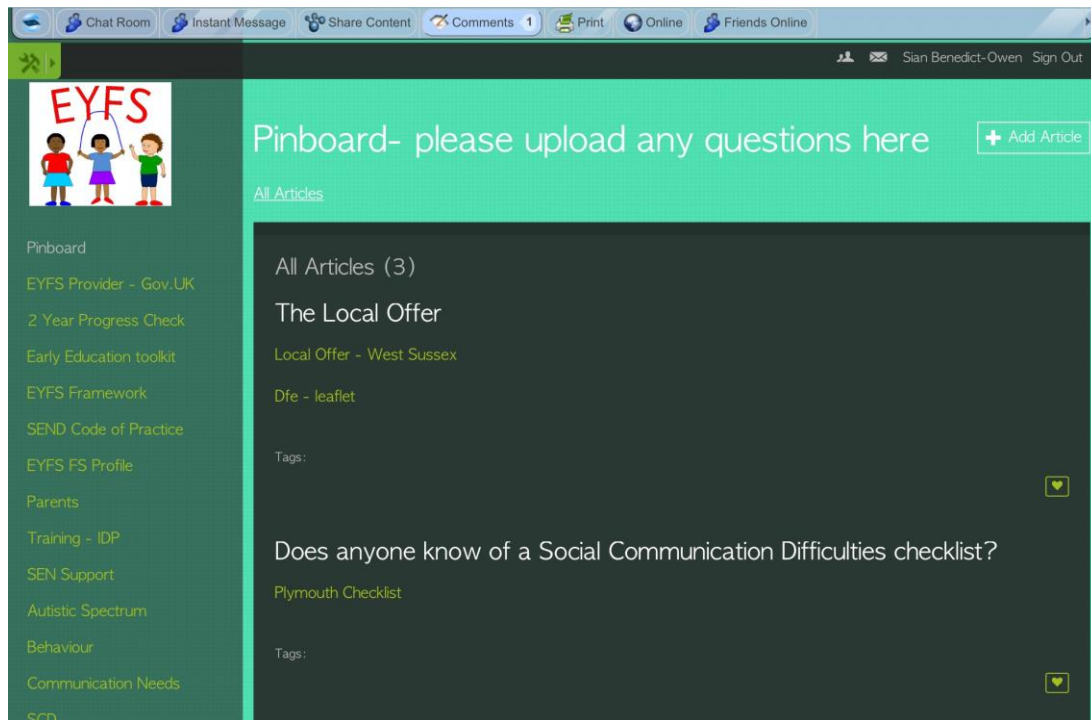 Chat Room Instant Message Share Content Comments 1 Print Online Friends Online
Sian Benedict-Owen Sign Out
EYFS
Pinboard- please upload any questions here
Add Article
All Articles
Pinboard
EYFS Provider - Gov.UK
2 Year Progress Check
Early Education toolkit
EYFS Framework
SEND Code of Practice
EYFS FS Profile
Parents
Training - IDP
SEN Support
Autistic Spectrum
Behaviour
Communication Needs
SCD
All Articles (3)
The Local Offer
Local Offer - West Sussex
Dfe - leaflet
Tags:
Does anyone know of a Social Communication Difficulties checklist?
Plymouth Checklist
Tags: